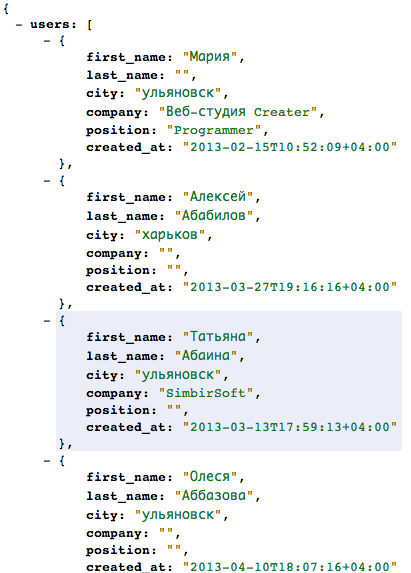 {
- users: [
- {
first_name: "Мария",
last_name: "",
city: "ульяновск",
company: "Веб-студия Creater",
position: "Programmer",
created_at: "2013-02-15T10:52:09+04:00"
},
- {
first_name: "Алексей",
last_name: "Абабилов",
city: "харьков",
company: "",
position: "",
created_at: "2013-03-27T19:16:16+04:00"
},
- {
first_name: "Татьяна",
last_name: "Абаина",
city: "ульяновск",
company: "SimbirSoft",
position: "",
created_at: "2013-03-13T17:59:13+04:00"
},
- {
first_name: "Олеся",
last_name: "Аббазова",
city: "ульяновск",
company: "",
position: "",
created_at: "2013-04-10T18:07:16+04:00"